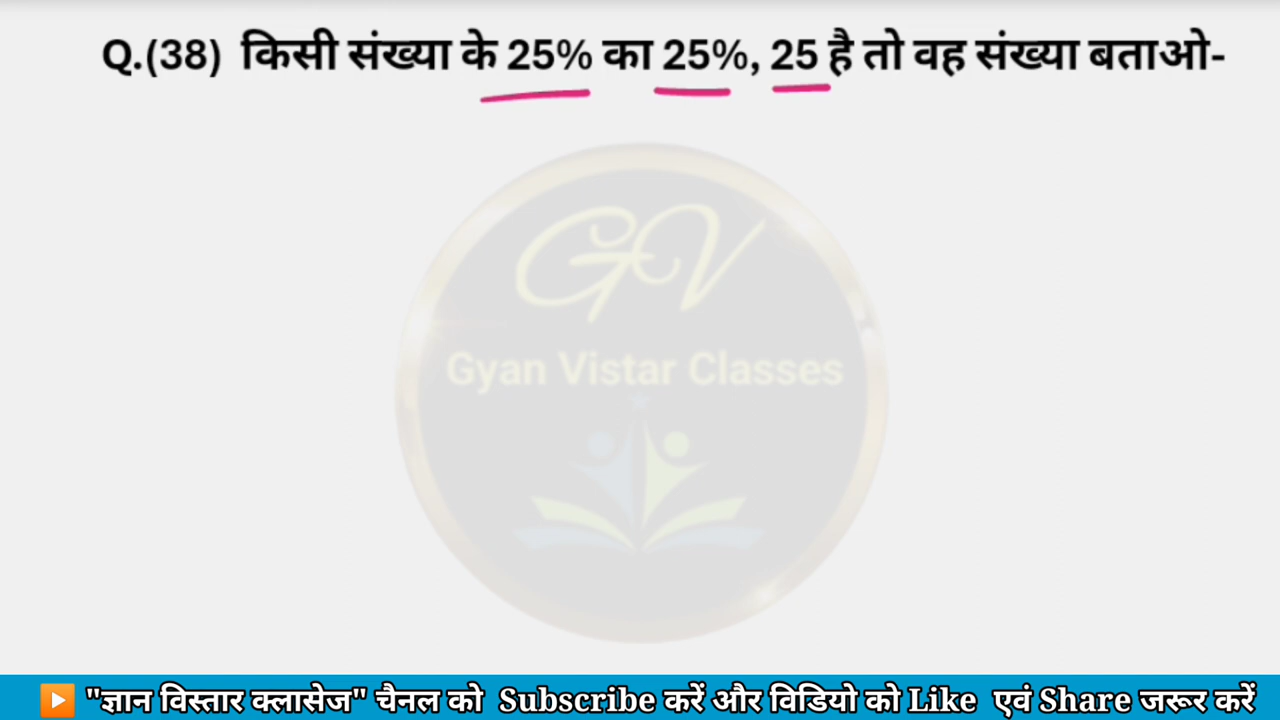 Q.(38) किसी संख्या के 25% का 25%, 25 है तो वह संख्या बताओ-
GV
Gyan Vistar Classes
▶ "ज्ञान विस्तार क्लासेज" चैनल को Subscribe करें और विडियो को Like एवं Share जरूर करें